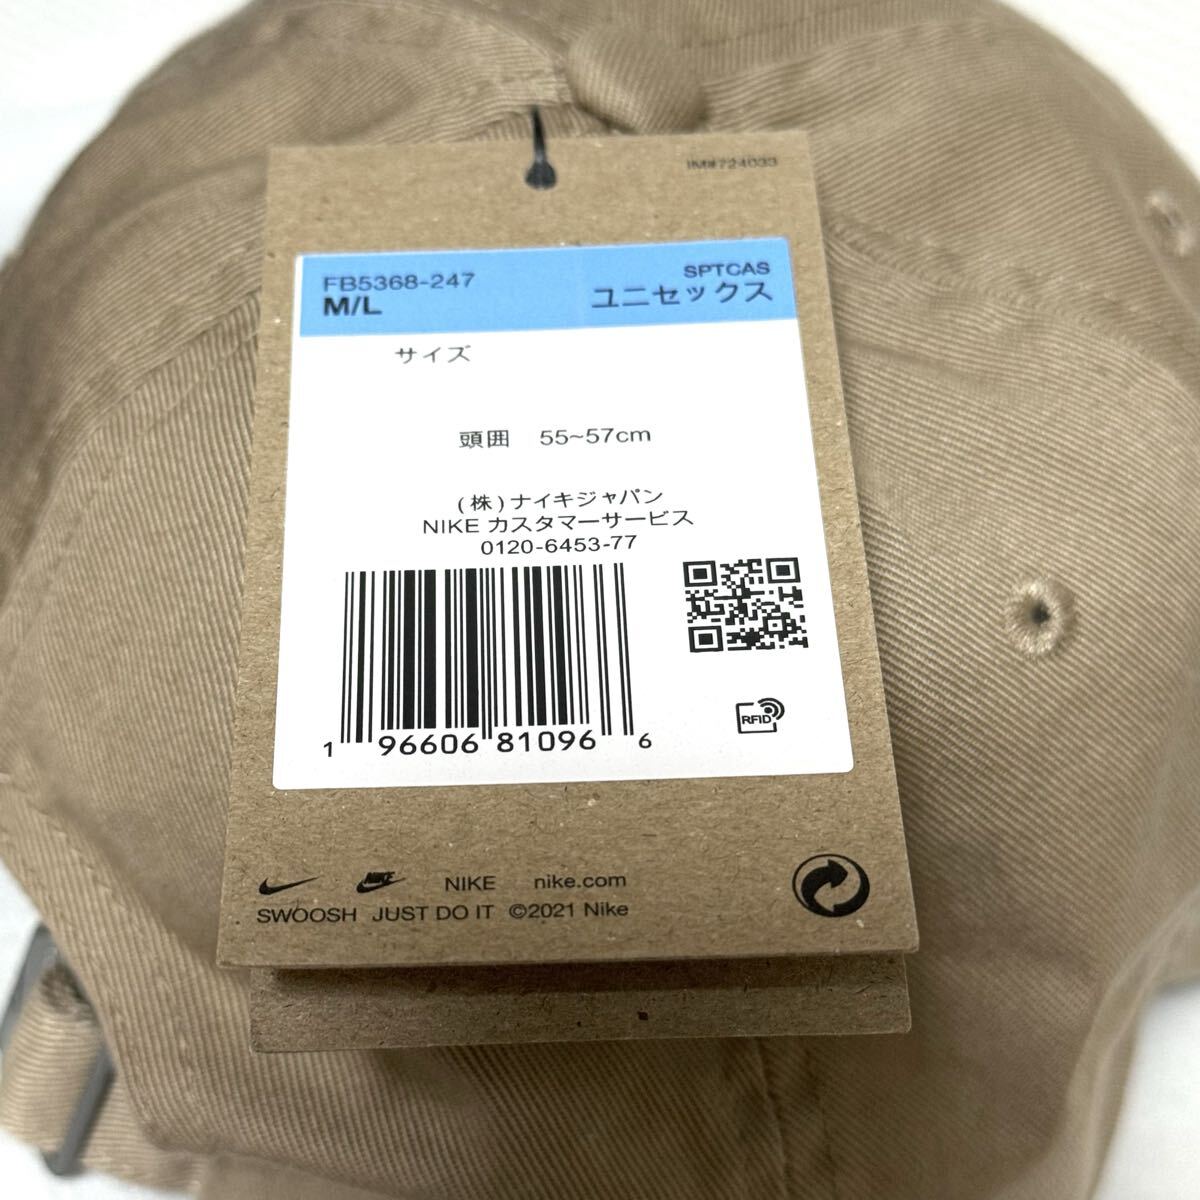 FB5368-247
SPTCAS
M/L
ユニセックス
サイズ
頭囲 55~57cm
(株)ナイキジャパン
NIKE カスタマーサービス
0120-6453-77
1 96606 81096 6
RFID
NIKE nike.com
SWOOSH JUST DO IT ©2021 Nike